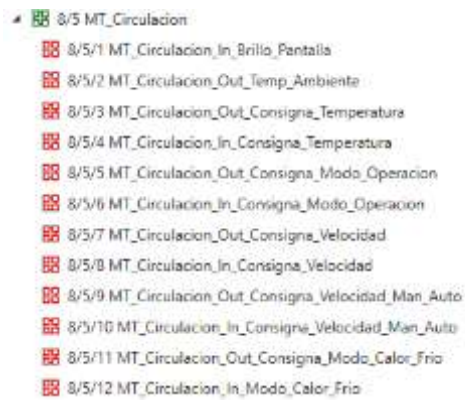 8/5 MT_Circulacion
8/5/1 MT_Circulacion_In_Brillo_Pantalla
8/5/2 MT_Circulacion_Out_Temp_Ambiente
8/5/3 MT_Circulacion_Out_Consigna_Temperatura
8/5/4 MT_Circulacion_In_Consigna_Temperatura
8/5/5 MT_Circulacion_Out_Consigna_Modo_Operacion
8/5/6 MT_Circulacion_In_Consigna_Modo_Operacion
8/5/7 MT_Circulacion_Out_Consigna_Velocidad
8/5/8 MT_Circulacion_In_Consigna_Velocidad
8/5/9 MT_Circulacion_Out_Consigna_Velocidad_Man_Auto
8/5/10 MT_Circulacion_In_Consigna_Velocidad_Man_Auto
8/5/11 MT_Circulacion_Out_Consigna_Modo_Calor_Frio
8/5/12 MT_Circulacion_In_Modo_Calor_Frio